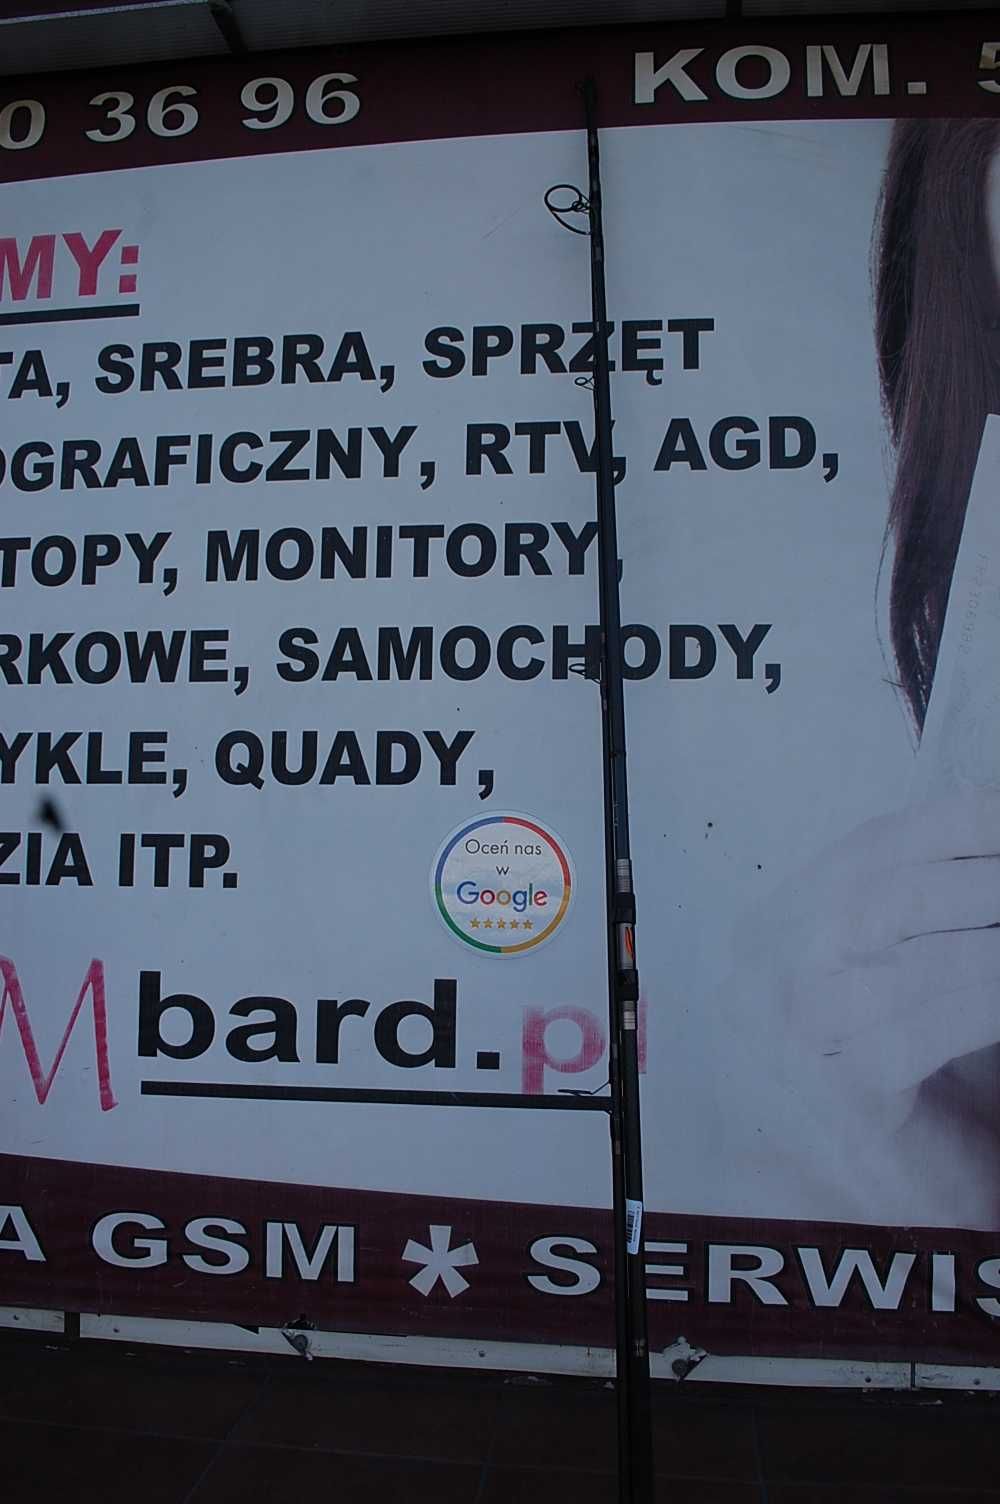 0 36 96 KOM. 5
MY:
TA, SREBRA, SPRZĘT
OGRAFICZNY, RTV, AGD,
TOPY, MONITORY,
RKOWE, SAMOCHODY,
YKLE, QUADY,
ZIA ITP.
Oceń nas
w
Google
Mbard.pl
A GSM * SERWIS